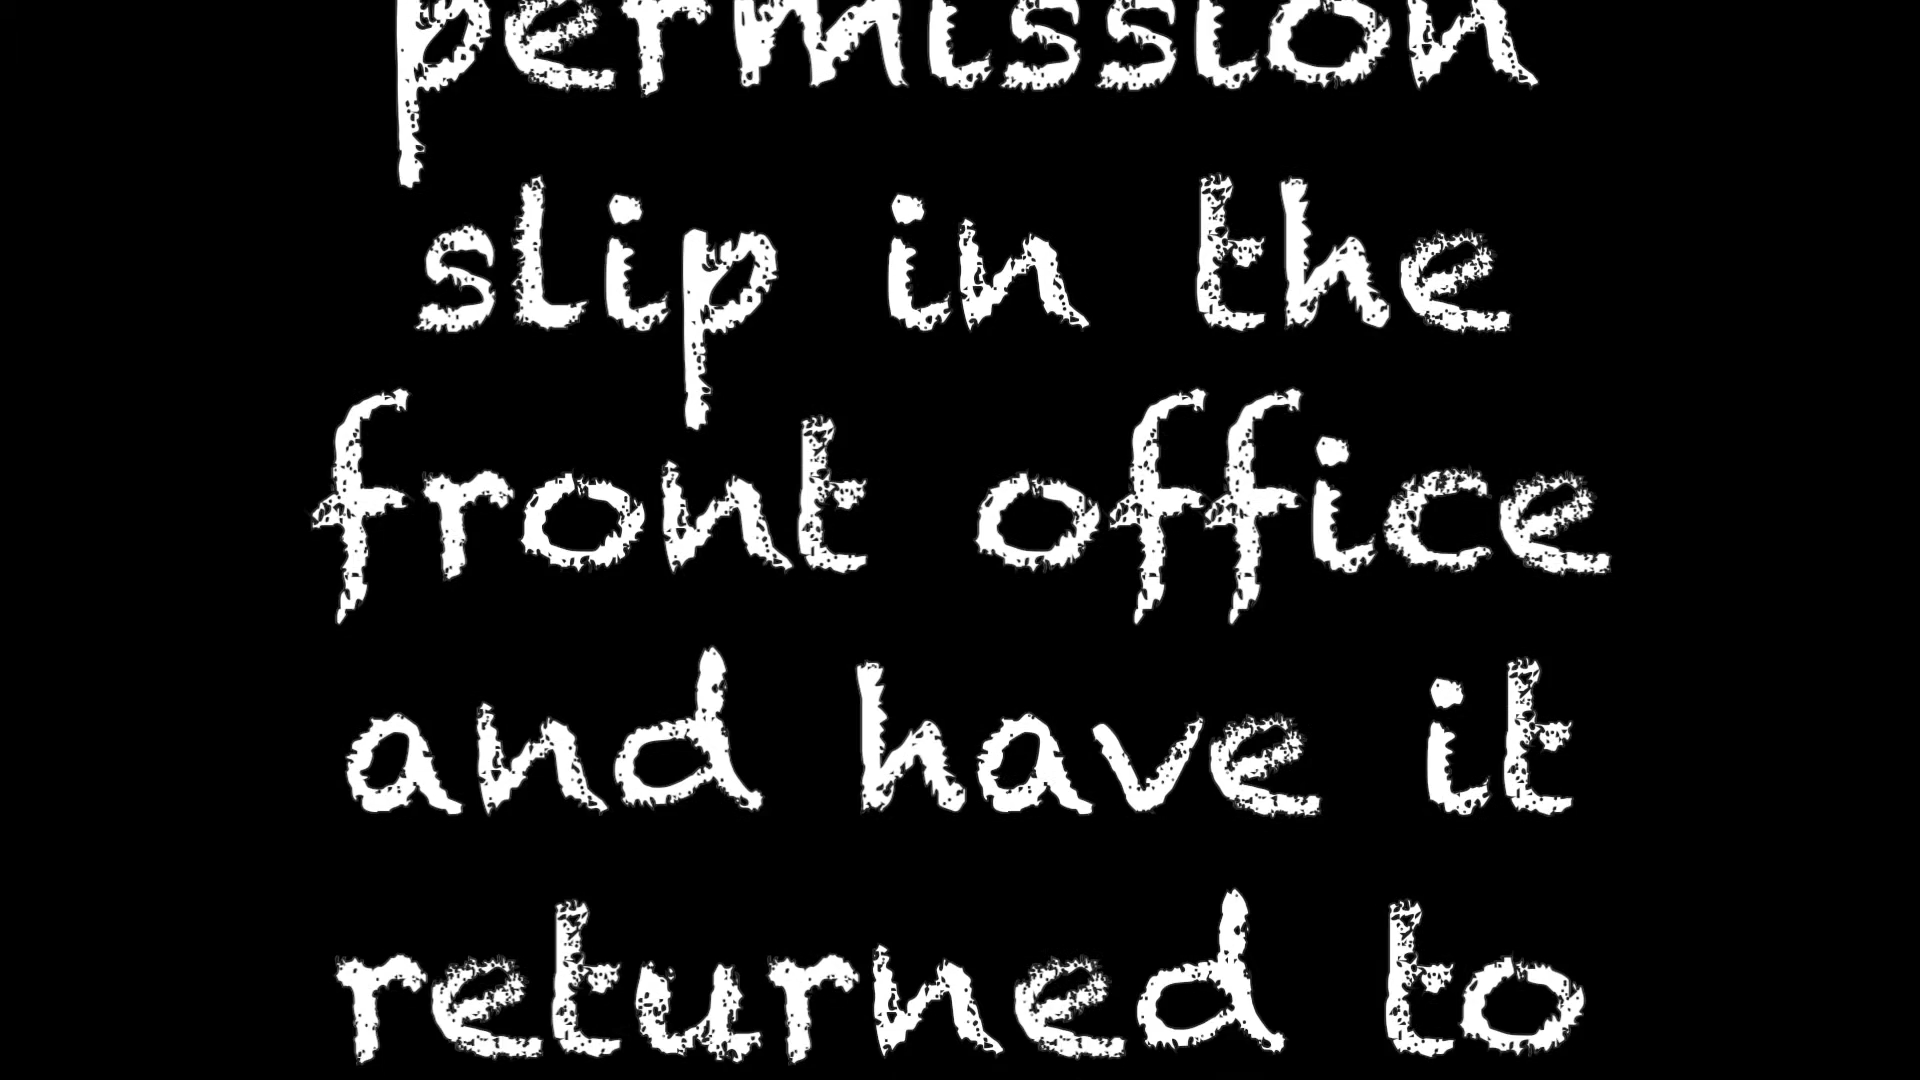 permission
slip in the
front office
and have it
returned to